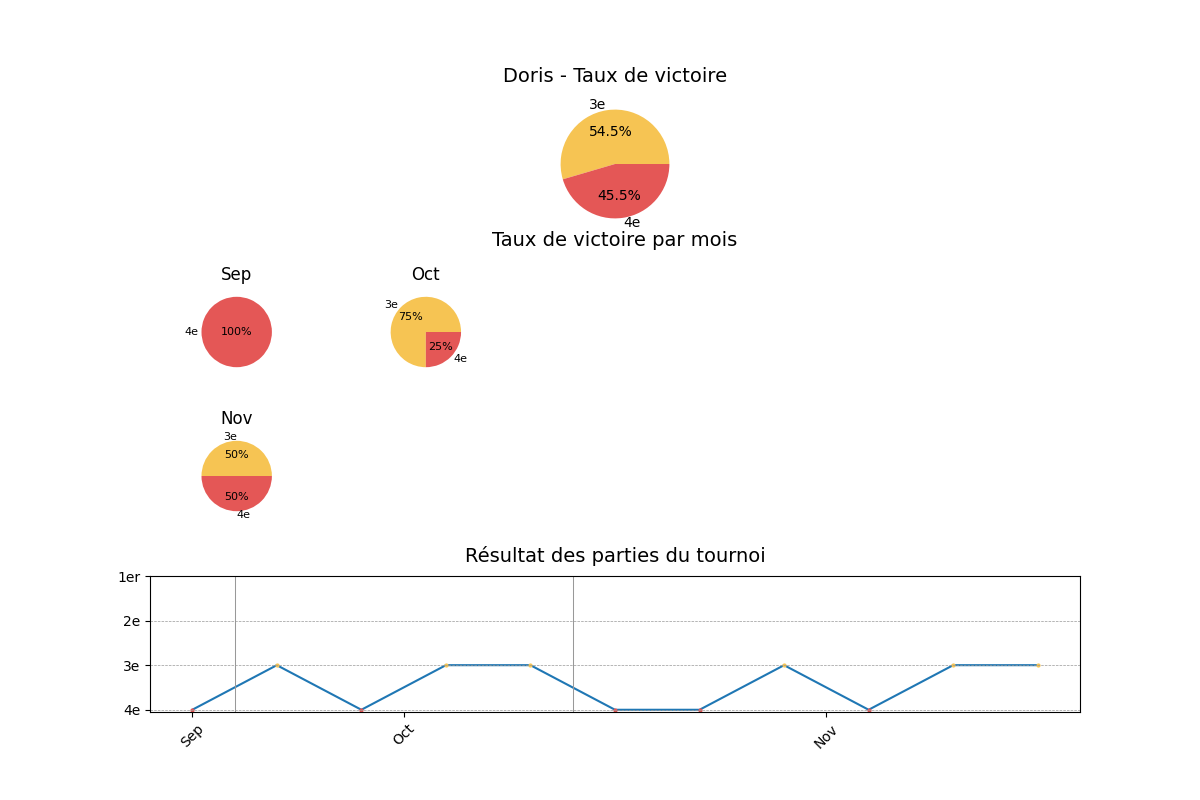 Doris - Taux de victoire
3e
54.5%
45.5%
4e
Taux de victoire par mois
Sep
Oct
4e
100%
3e
75%
25%
4e
Nov
3e
50%
50%
4e
Résultat des parties du tournoi
1er
2e
3e
4e
Sep
Oct
Nov